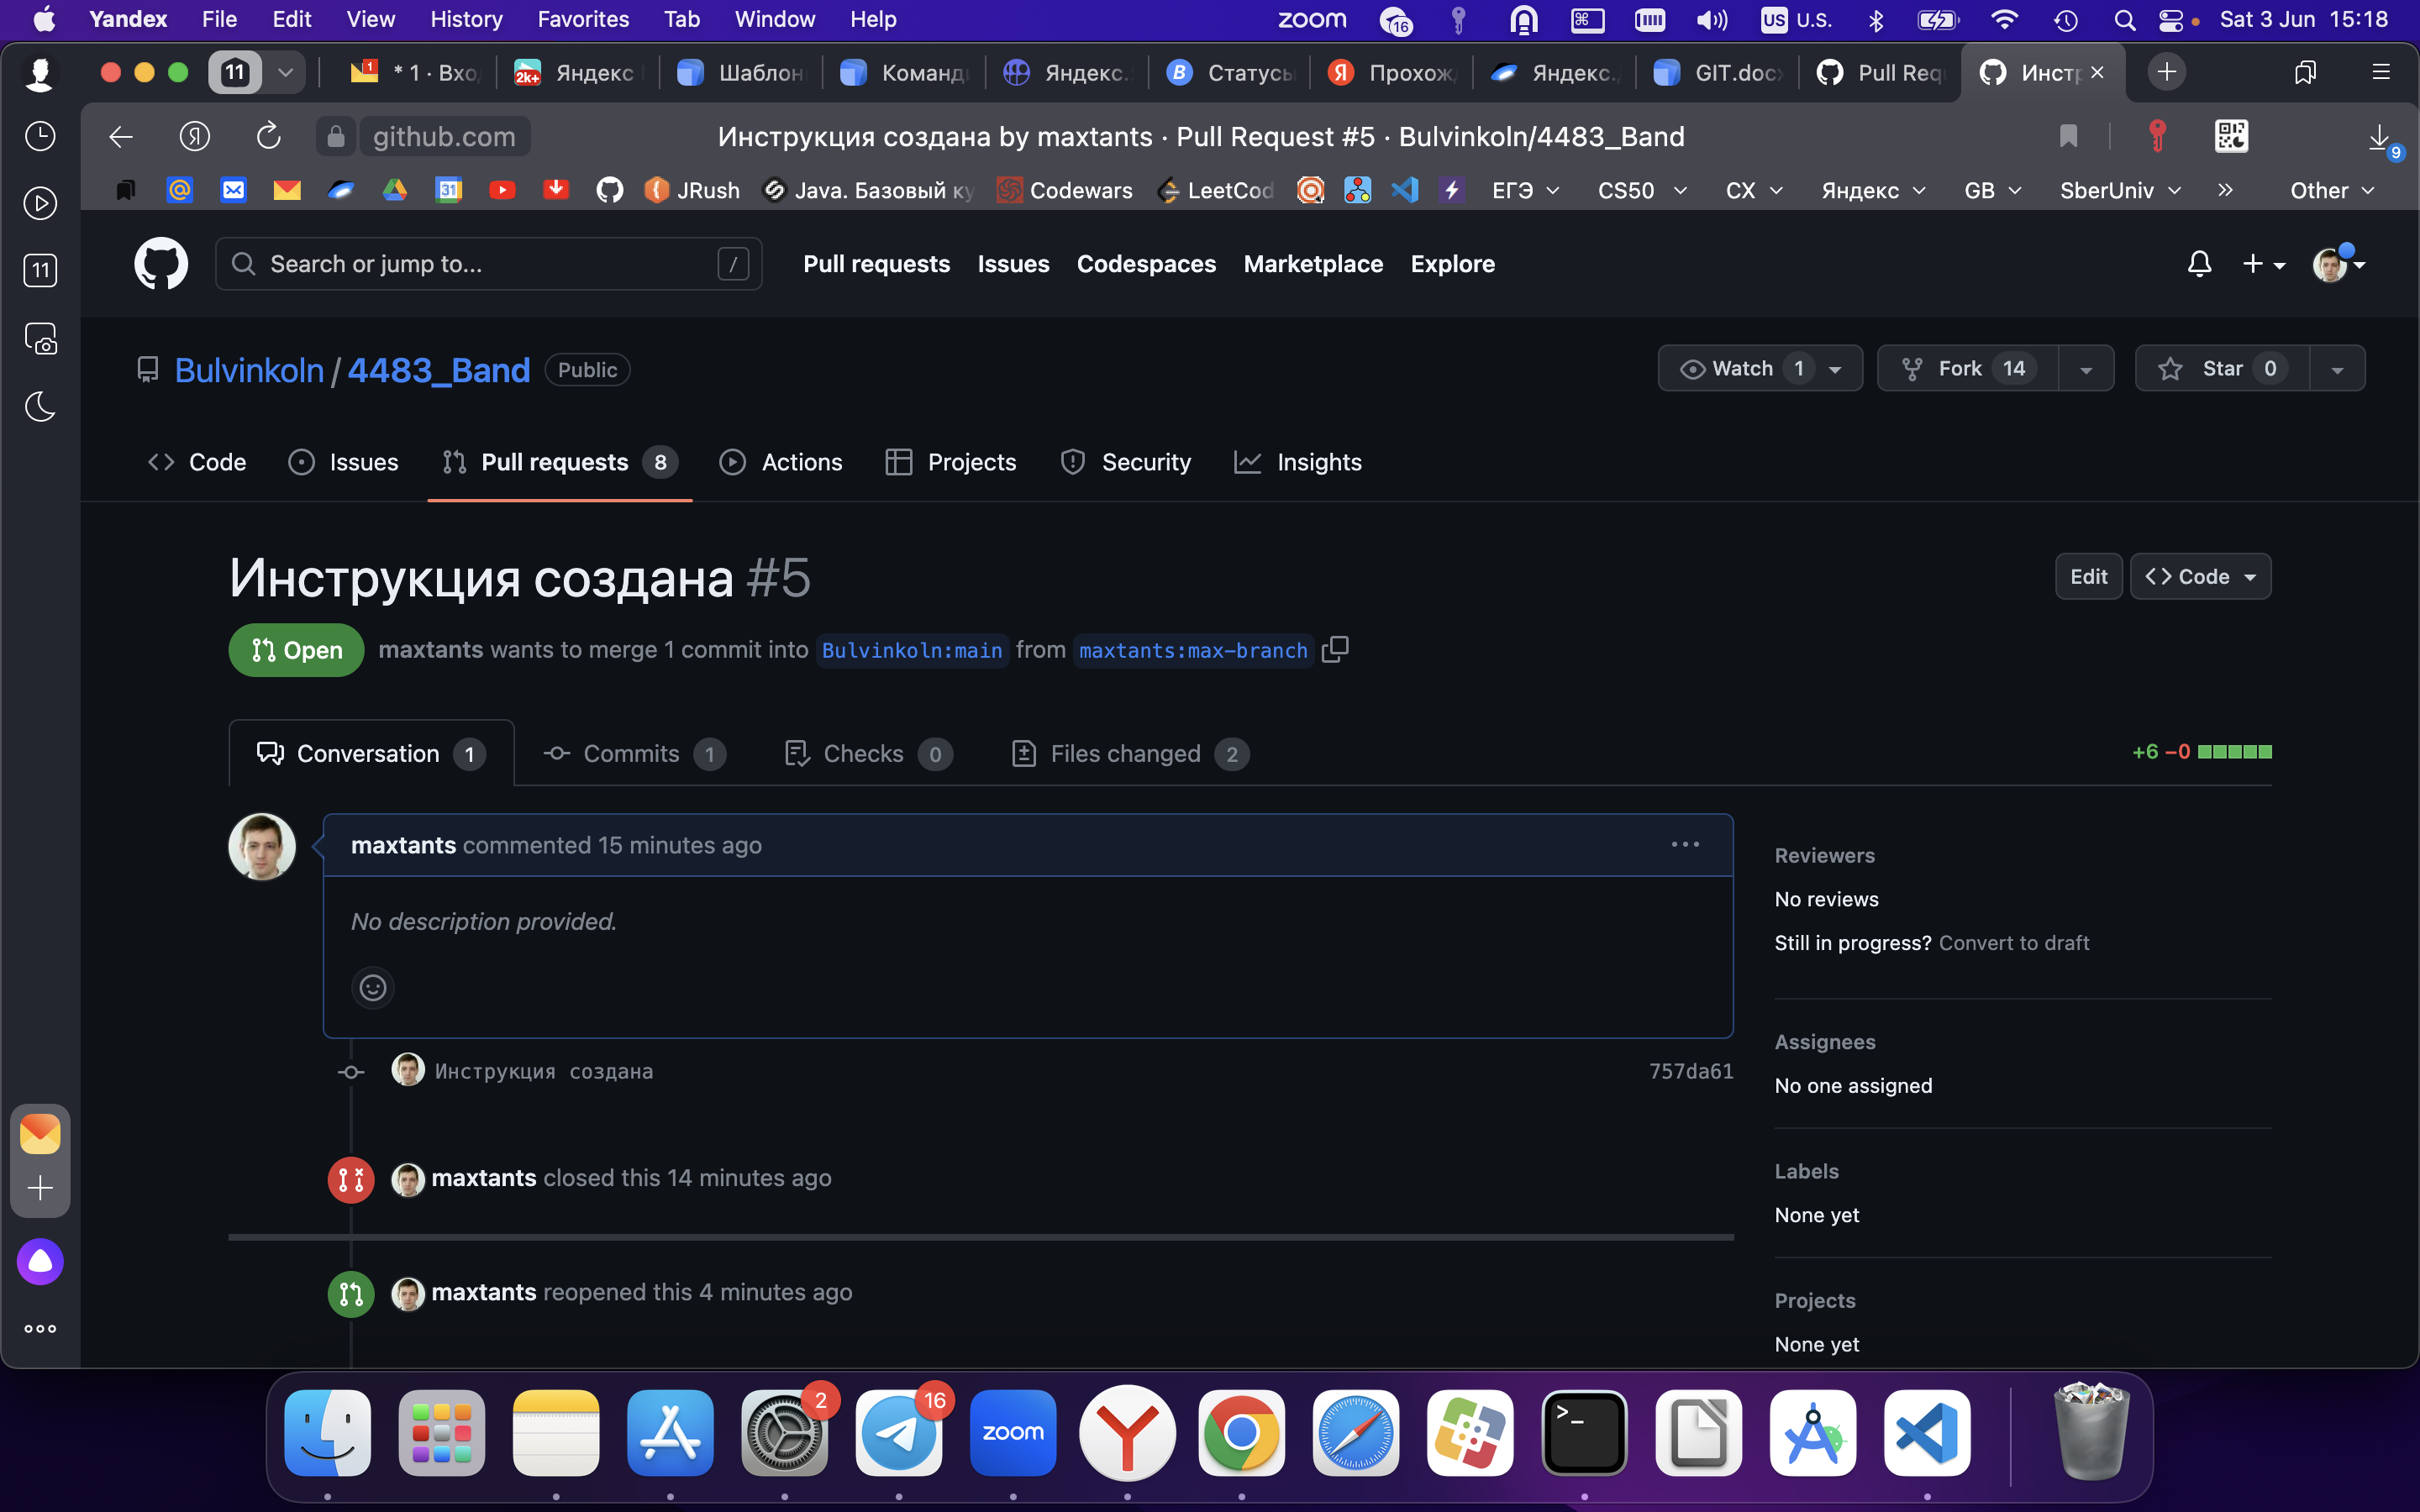 Yandex File Edit View History Favorites Tab Window Help zoom 16 US U.S. Sat 3 Jun 15:18
11 1 * 1 · Вхо 2k+ Яндекс Шаблон Команд Яндекс. Статусы Прохож Яндекс. GIT.docx Pull Req Инстр
github.com Инструкция создана by maxtants · Pull Request #5 · Bulvinkoln/4483_Band 9
31 JRush Java. Базовый ку Codewars LeetCod ЕГЭ CS50 CX Яндекс GB SberUniv » Other
11
Search or jump to... / Pull requests Issues Codespaces Marketplace Explore
Bulvinkoln / 4483_Band Public Watch 1 Fork 14 Star 0
Code Issues Pull requests 8 Actions Projects Security Insights
Инструкция создана #5 Edit Code
Open maxtants wants to merge 1 commit into Bulvinkoln:main from maxtants:max-branch
Conversation 1 Commits 1 Checks 0 Files changed 2 +6 −0
maxtants commented 15 minutes ago
No description provided.
Инструкция создана 757da61
maxtants closed this 14 minutes ago
maxtants reopened this 4 minutes ago
Reviewers
No reviews
Still in progress? Convert to draft
Assignees
No one assigned
Labels
None yet
Projects
None yet
2 16 zoom >_